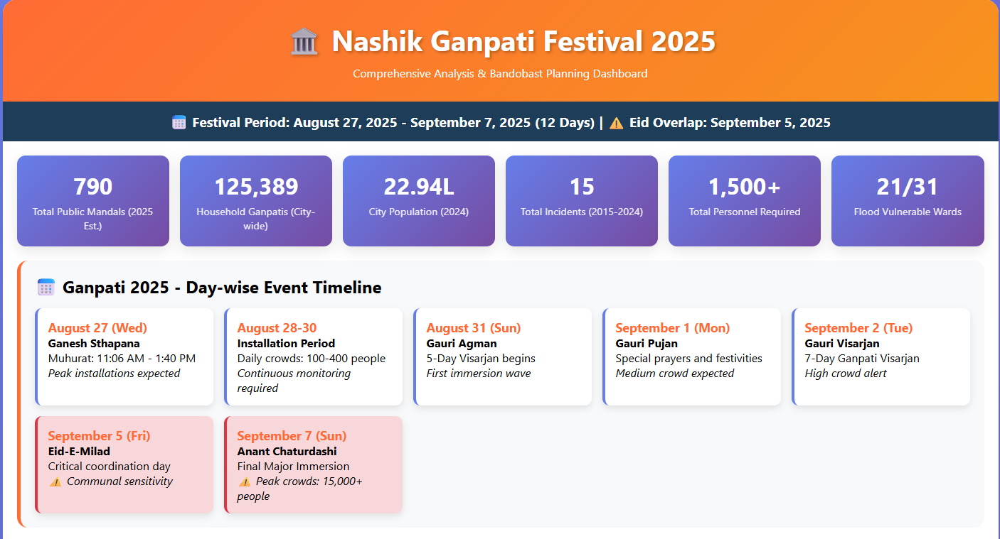 Nashik Ganpati Festival 2025
Comprehensive Analysis & Bandobast Planning Dashboard
Festival Period: August 27, 2025 - September 7, 2025 (12 Days) | ⚠️ Eid Overlap: September 5, 2025
790
Total Public Mandals (2025
Est.)
125,389
Household Ganpatis (City-
wide)
22.94L
City Population (2024)
15
Total Incidents (2015-2024)
1,500+
Total Personnel Required
21/31
Flood Vulnerable Wards
Ganpati 2025 - Day-wise Event Timeline
August 27 (Wed)
Ganesh Sthapana
Muhurat: 11:06 AM - 1:40 PM
Peak installations expected
August 28-30
Installation Period
Daily crowds: 100-400 people
Continuous monitoring
required
August 31 (Sun)
Gauri Agman
5-Day Visarjan begins
First immersion wave
September 1 (Mon)
Gauri Pujan
Special prayers and festivities
Medium crowd expected
September 2 (Tue)
Gauri Visarjan
7-Day Ganpati Visarjan
High crowd alert
September 5 (Fri)
Eid-E-Milad
Critical coordination day
⚠️ Communal sensitivity
September 7 (Sun)
Anant Chaturdashi
Final Major Immersion
⚠️ Peak crowds: 15,000+
people